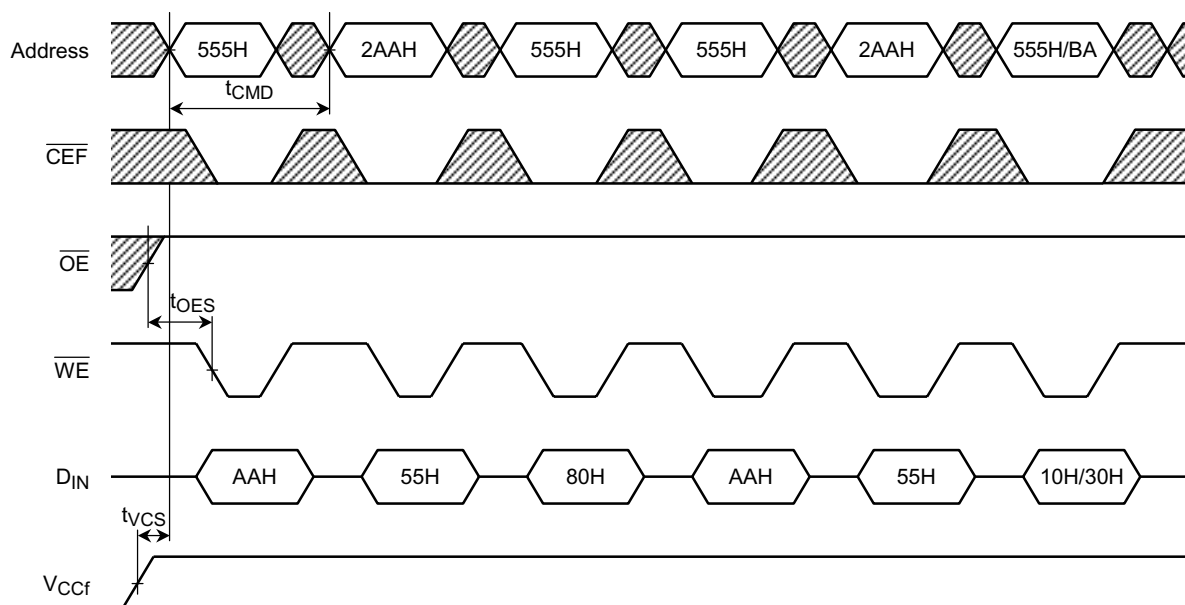 Address 555H 2AAH 555H 555H 2AAH 555H/BA
tCMD
CEF
OE
tOES
WE
DIN AAH 55H 80H AAH 55H 10H/30H
tVCS
VCCf